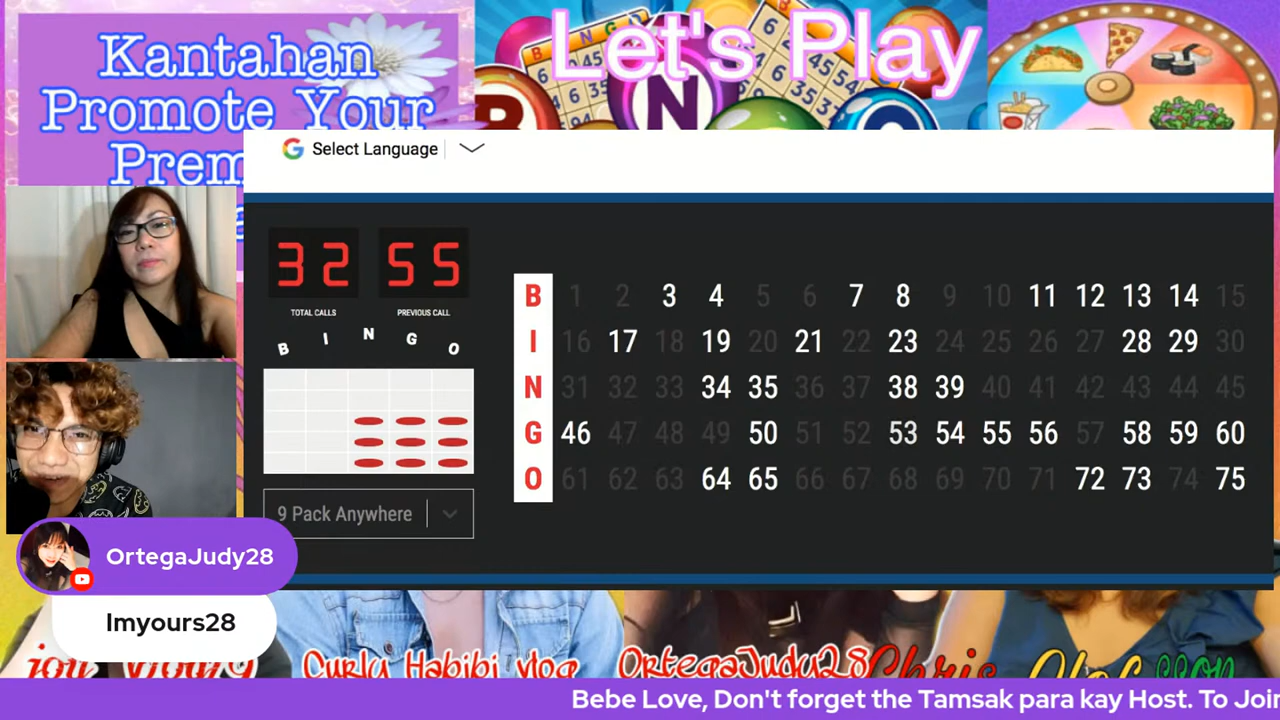 Kantahan
Promote Your
Prem
Let's Play
Select Language
32
55
TOTAL CALLS
PREVIOUS CALL
B I N G O
9 Pack Anywhere
B 1 2 3 4 5 6 7 8 9 10 11 12 13 14 15
I 16 17 18 19 20 21 22 23 24 25 26 27 28 29 30
N 31 32 33 34 35 36 37 38 39 40 41 42 43 44 45
G 46 47 48 49 50 51 52 53 54 55 56 57 58 59 60
O 61 62 63 64 65 66 67 68 69 70 71 72 73 74 75
OrtegaJudy28
Imyours28
Curly Habibi vlog
OrtegaJudy28
Chris
Bebe Love, Don't forget the Tamsak para kay Host. To Joi